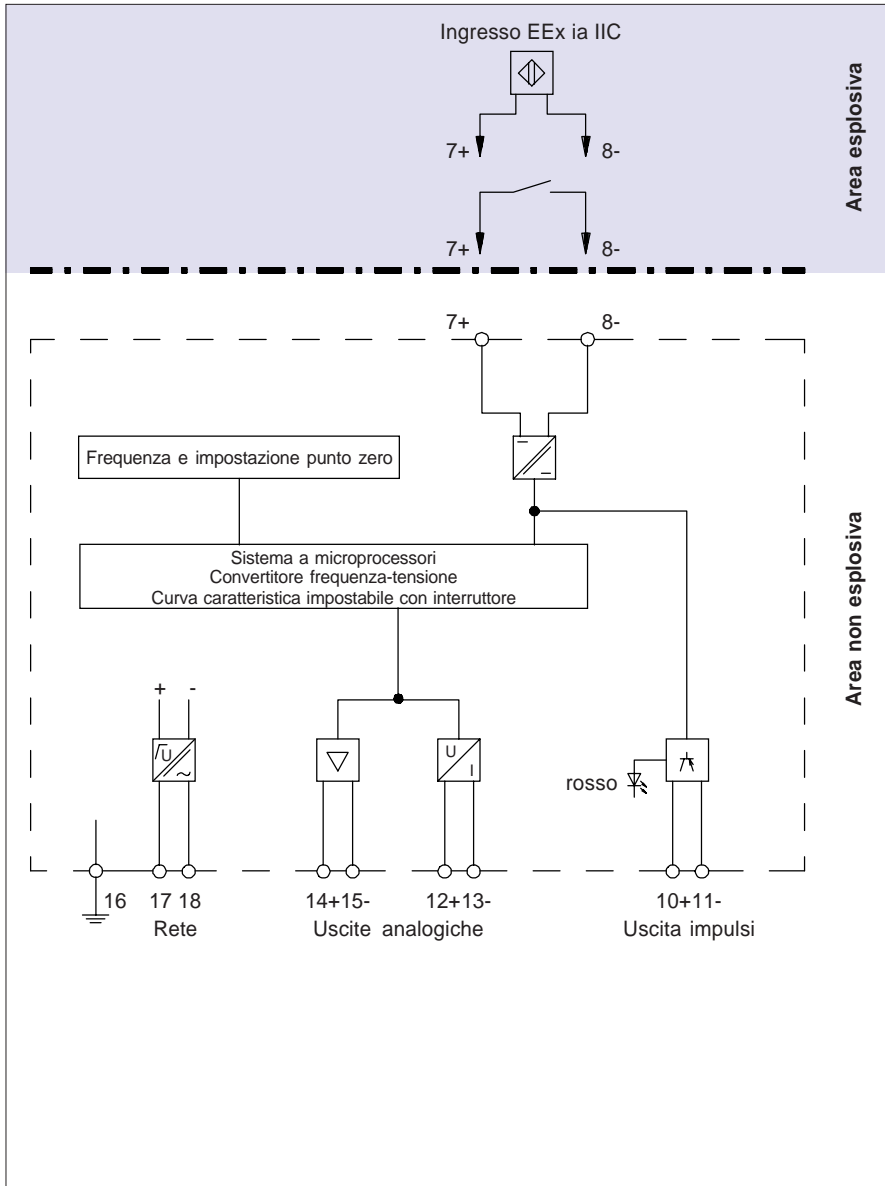 Ingresso EEx ia IIC
Area esplosiva
7+ 8-
7+ 8-
7+ 8-
Frequenza e impostazione punto zero
Sistema a microprocessori
Convertitore frequenza-tensione
Curva caratteristica impostabile con interruttore
Area non esplosiva
+ -
U
U
I
rosso
16 17 18 14+15- 12+13- 10+11-
Rete Uscite analogiche Uscita impulsi